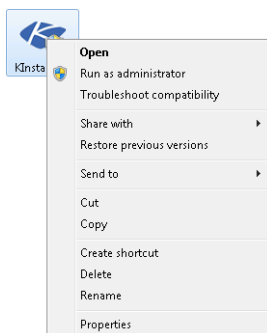 KInsta
Open
Run as administrator
Troubleshoot compatibility
Share with
Restore previous versions
Send to
Cut
Copy
Create shortcut
Delete
Rename
Properties